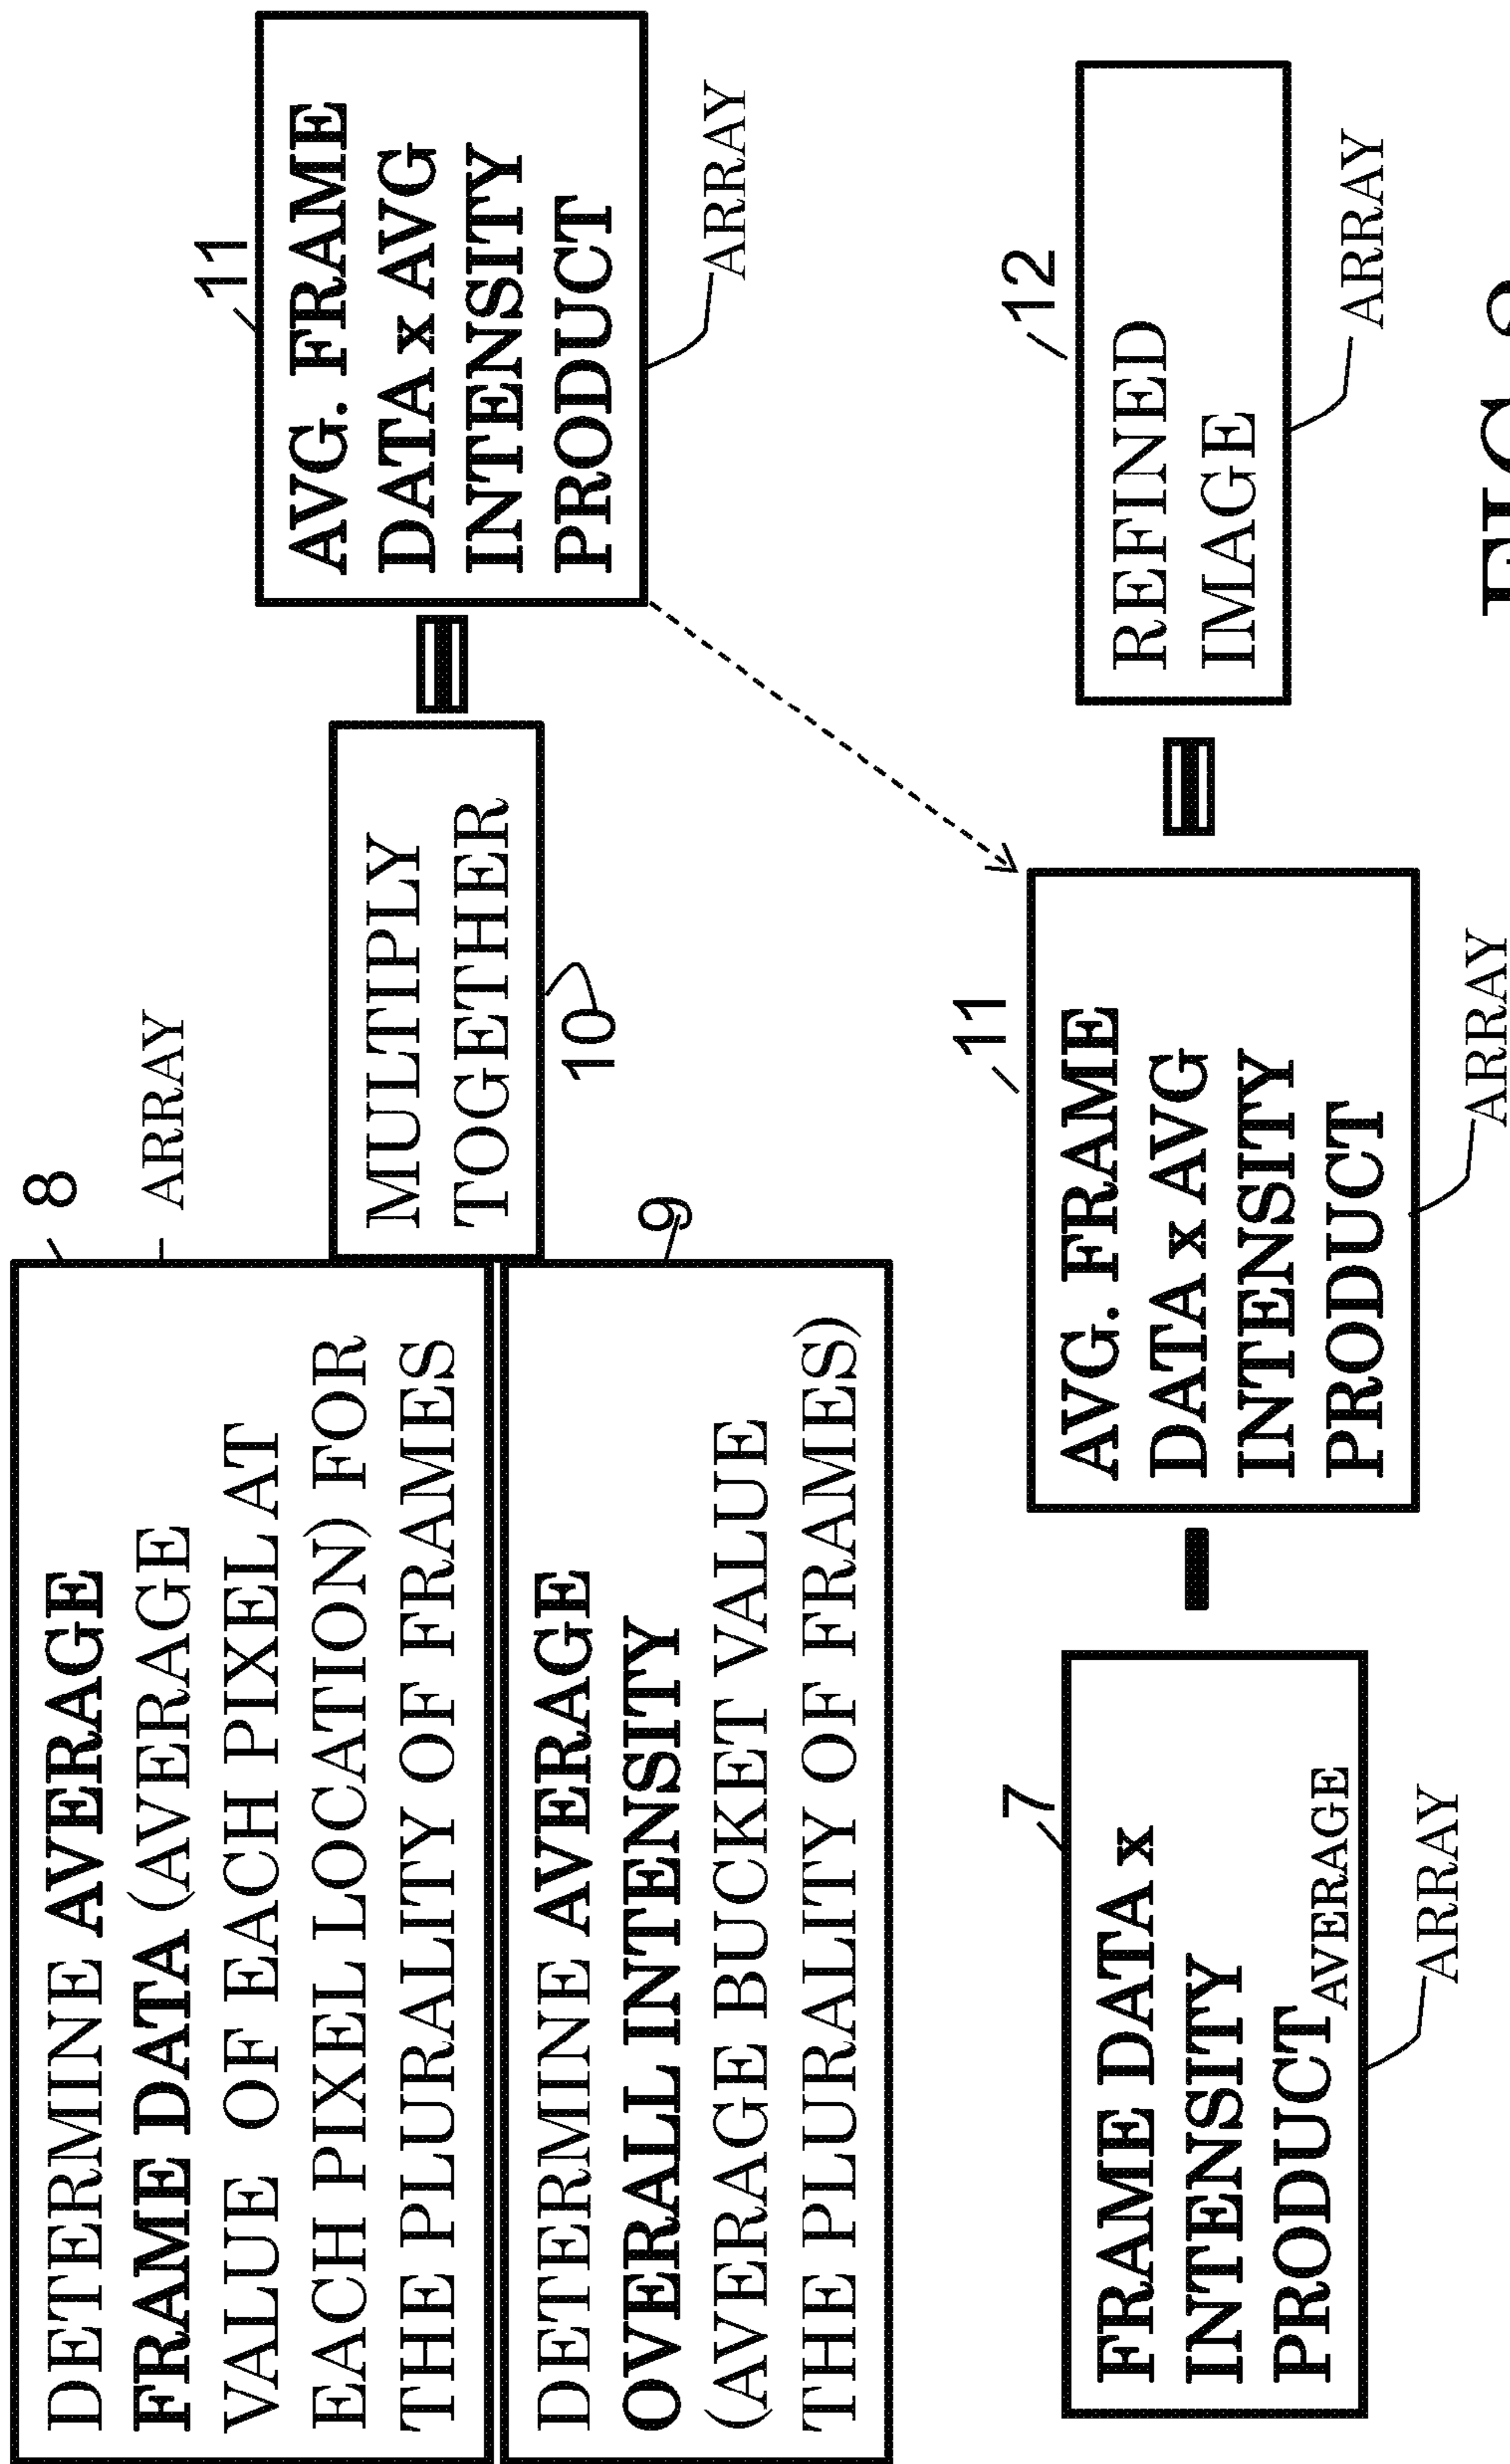 DETERMINE AVERAGE
FRAME DATA (AVERAGE
VALUE OF EACH PIXEL AT
EACH PIXEL LOCATION) FOR
THE PLURALITY OF FRAMES
8
ARRAY
DETERMINE AVERAGE
OVERALL INTENSITY
(AVERAGE BUCKET VALUE
THE PLURALITY OF FRAMES)
9
MULTIPLY
TOGETHER
10
=
11
AVG. FRAME
DATA x AVG
INTENSITY
PRODUCT
ARRAY
7
FRAME DATA x
INTENSITY
PRODUCT AVERAGE
ARRAY
-
11
AVG. FRAME
DATA x AVG
INTENSITY
PRODUCT
ARRAY
=
12
REFINED
IMAGE
ARRAY